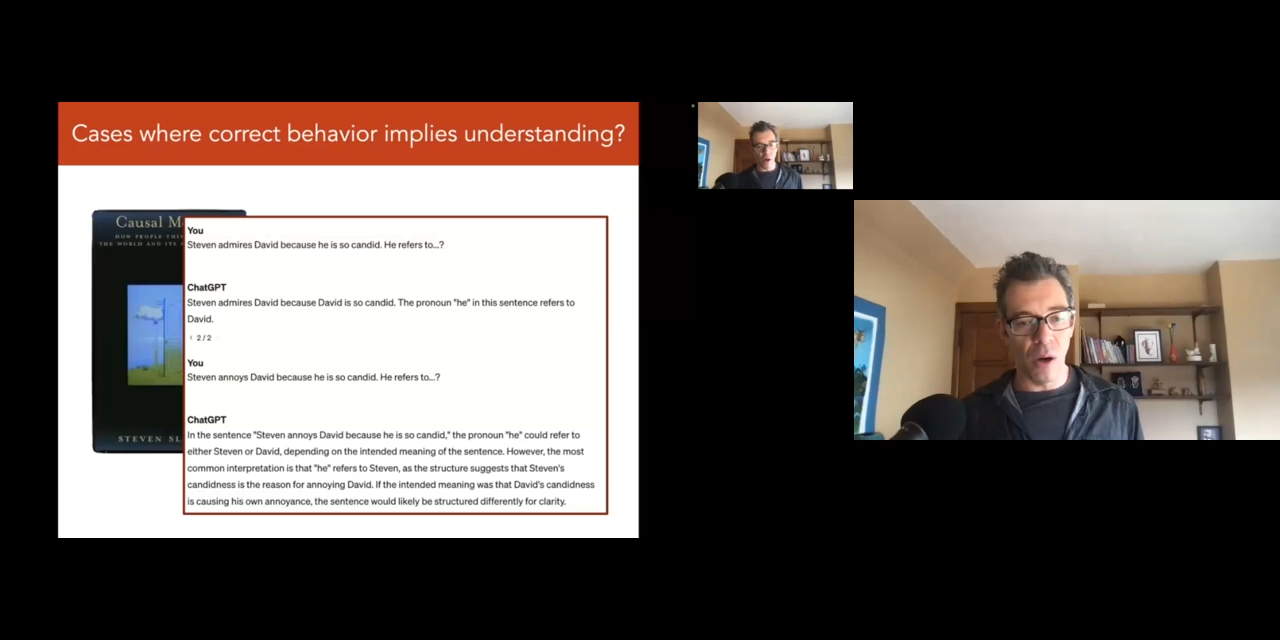 Cases where correct behavior implies understanding?
Causal M
HOW PEOPLE THI
THE WORLD AND ITS
STEVEN SL
You
Steven admires David because he is so candid. He refers to...?
ChatGPT
Steven admires David because David is so candid. The pronoun "he" in this sentence refers to
David.
2/2
You
Steven annoys David because he is so candid. He refers to...?
ChatGPT
In the sentence "Steven annoys David because he is so candid," the pronoun "he" could refer to
either Steven or David, depending on the intended meaning of the sentence. However, the most
common interpretation is that "he" refers to Steven, as the structure suggests that Steven's
candidness is the reason for annoying David. If the intended meaning was that David's candidness
is causing his own annoyance, the sentence would likely be structured differently for clarity.